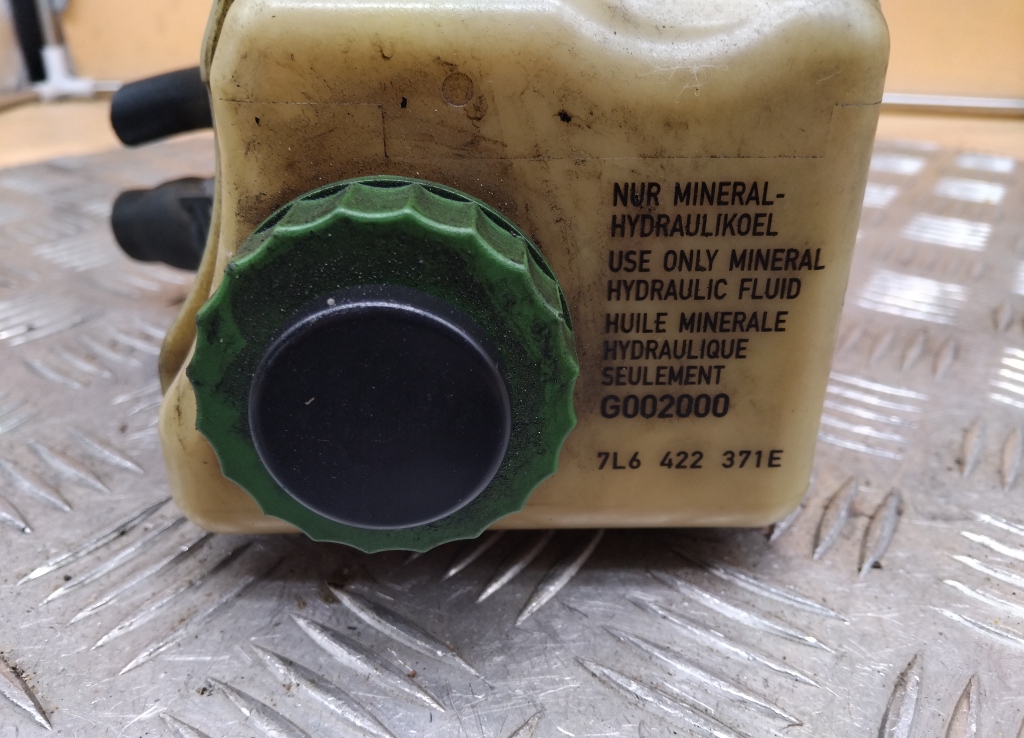 NUR MINERAL-
HYDRAULIKOEL
USE ONLY MINERAL
HYDRAULIC FLUID
HUILE MINERALE
HYDRAULIQUE
SEULEMENT
G002000
7L6 422 371E